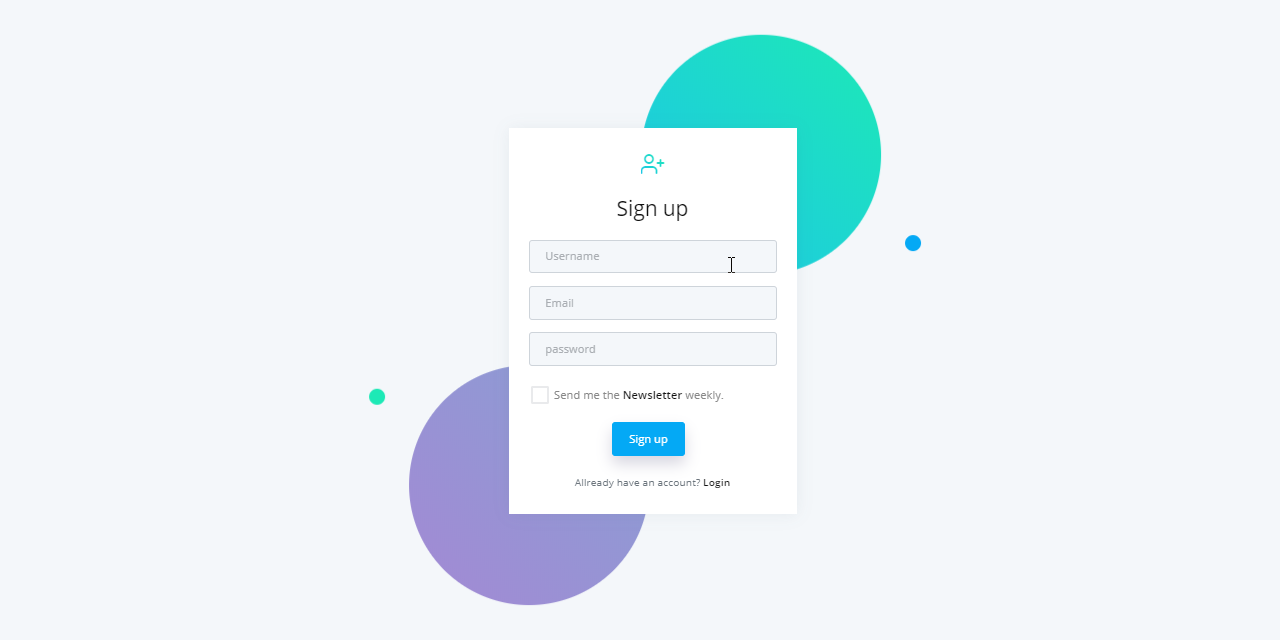 Sign up
Username
Email
password
Send me the Newsletter weekly.
Sign up
Allready have an account? Login